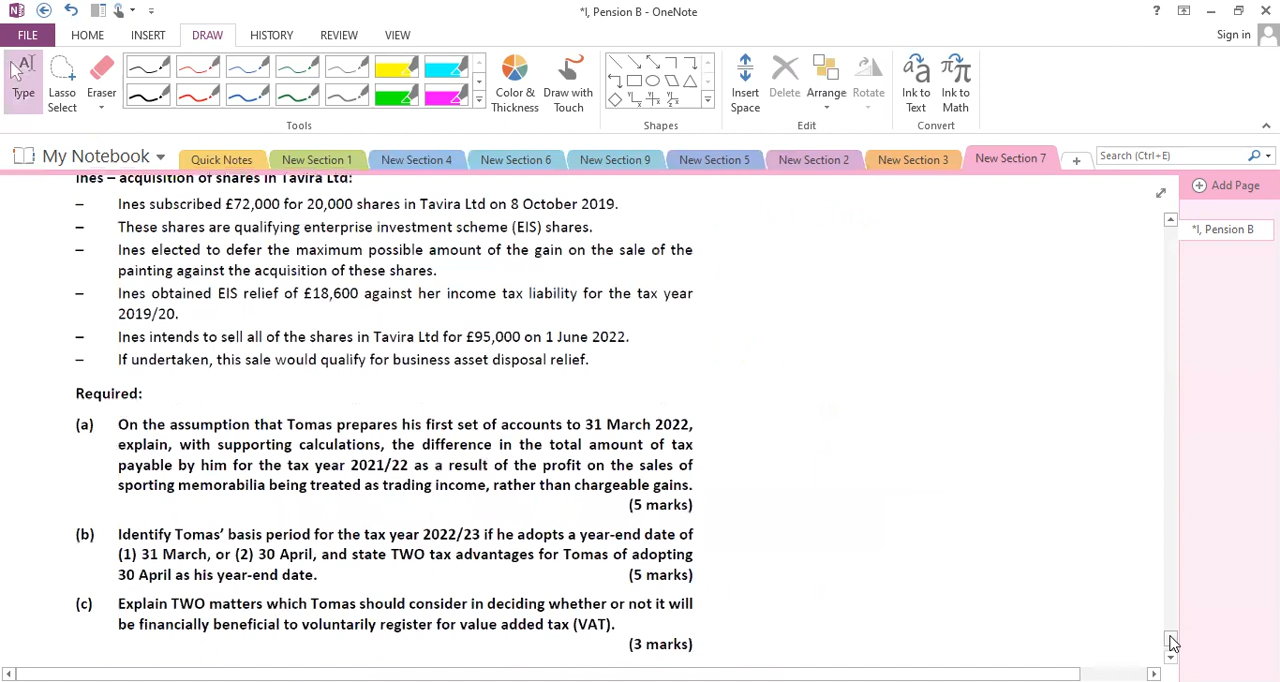 *I, Pension B - OneNote
?
Sign in
FILE HOME INSERT DRAW HISTORY REVIEW VIEW
Type
Lasso Select
Eraser
Color & Thickness
Draw with Touch
Insert Space
Delete
Arrange
Rotate
Ink to Text
Ink to Math
Tools Shapes Edit Convert
My Notebook
Quick Notes New Section 1 New Section 4 New Section 6 New Section 9 New Section 5 New Section 2 New Section 3 New Section 7
Search (Ctrl+E)
Add Page
*I, Pension B
Ines – acquisition of shares in Tavira Ltd:
– Ines subscribed £72,000 for 20,000 shares in Tavira Ltd on 8 October 2019.
– These shares are qualifying enterprise investment scheme (EIS) shares.
– Ines elected to defer the maximum possible amount of the gain on the sale of the
painting against the acquisition of these shares.
– Ines obtained EIS relief of £18,600 against her income tax liability for the tax year
2019/20.
– Ines intends to sell all of the shares in Tavira Ltd for £95,000 on 1 June 2022.
– If undertaken, this sale would qualify for business asset disposal relief.
Required:
(a) On the assumption that Tomas prepares his first set of accounts to 31 March 2022,
explain, with supporting calculations, the difference in the total amount of tax
payable by him for the tax year 2021/22 as a result of the profit on the sales of
sporting memorabilia being treated as trading income, rather than chargeable gains.
(5 marks)
(b) Identify Tomas' basis period for the tax year 2022/23 if he adopts a year-end date of
(1) 31 March, or (2) 30 April, and state TWO tax advantages for Tomas of adopting
30 April as his year-end date. (5 marks)
(c) Explain TWO matters which Tomas should consider in deciding whether or not it will
be financially beneficial to voluntarily register for value added tax (VAT).
(3 marks)